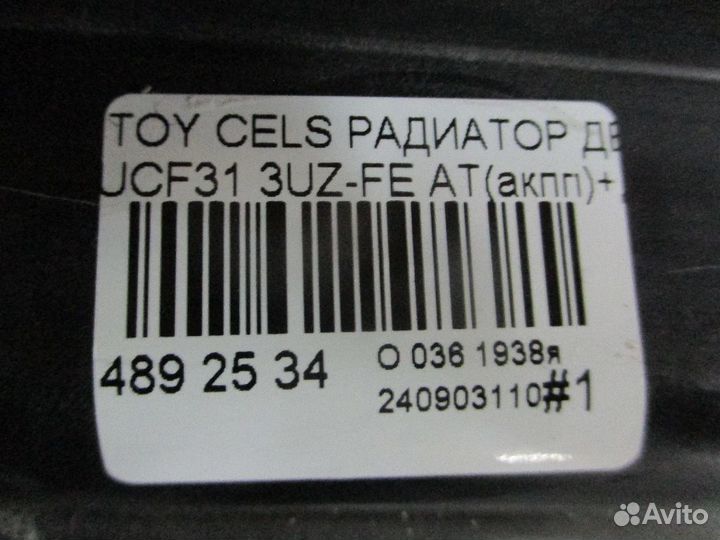 TOY CELS РАДИАТОР ДВ
UCF31 3UZ-FE AT(акпп)+
489 25 34
O 036 1938я
240903110,#1
Avito